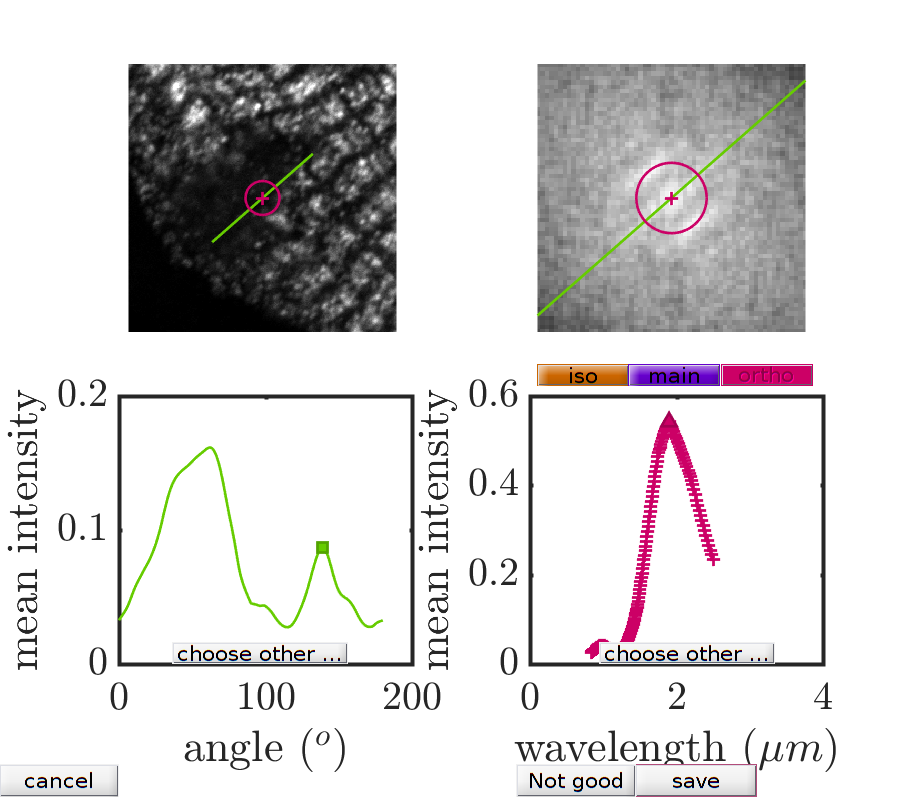 iso main ortho
0.2
0.1
0
mean intensity
0 100 200
angle (o)
choose other ...
0.6
0.4
0.2
0
mean intensity
0 2 4
wavelength (μm)
choose other ...
cancel
Not good
save